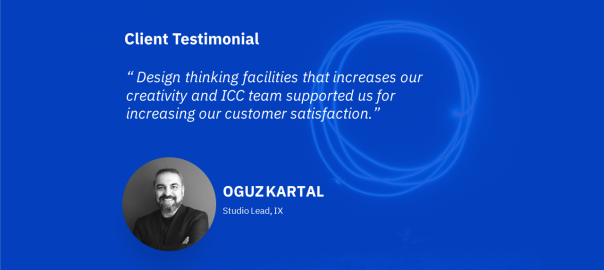 Client Testimonial
“ Design thinking facilities that increases our
creativity and ICC team supported us for
increasing our customer satisfaction.”
OGUZ KARTAL
Studio Lead, IX